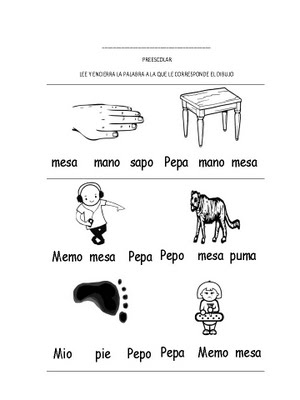 PREESCOLAR
LEE Y ENCIERRA LA PALABRA A LA QUE LE CORRESPONDE EL DIBUJO
mesa mano sapo Pepa mano mesa
Memo mesa Pepa Pepo mesa puma
Mio pie Pepo Pepa Memo mesa